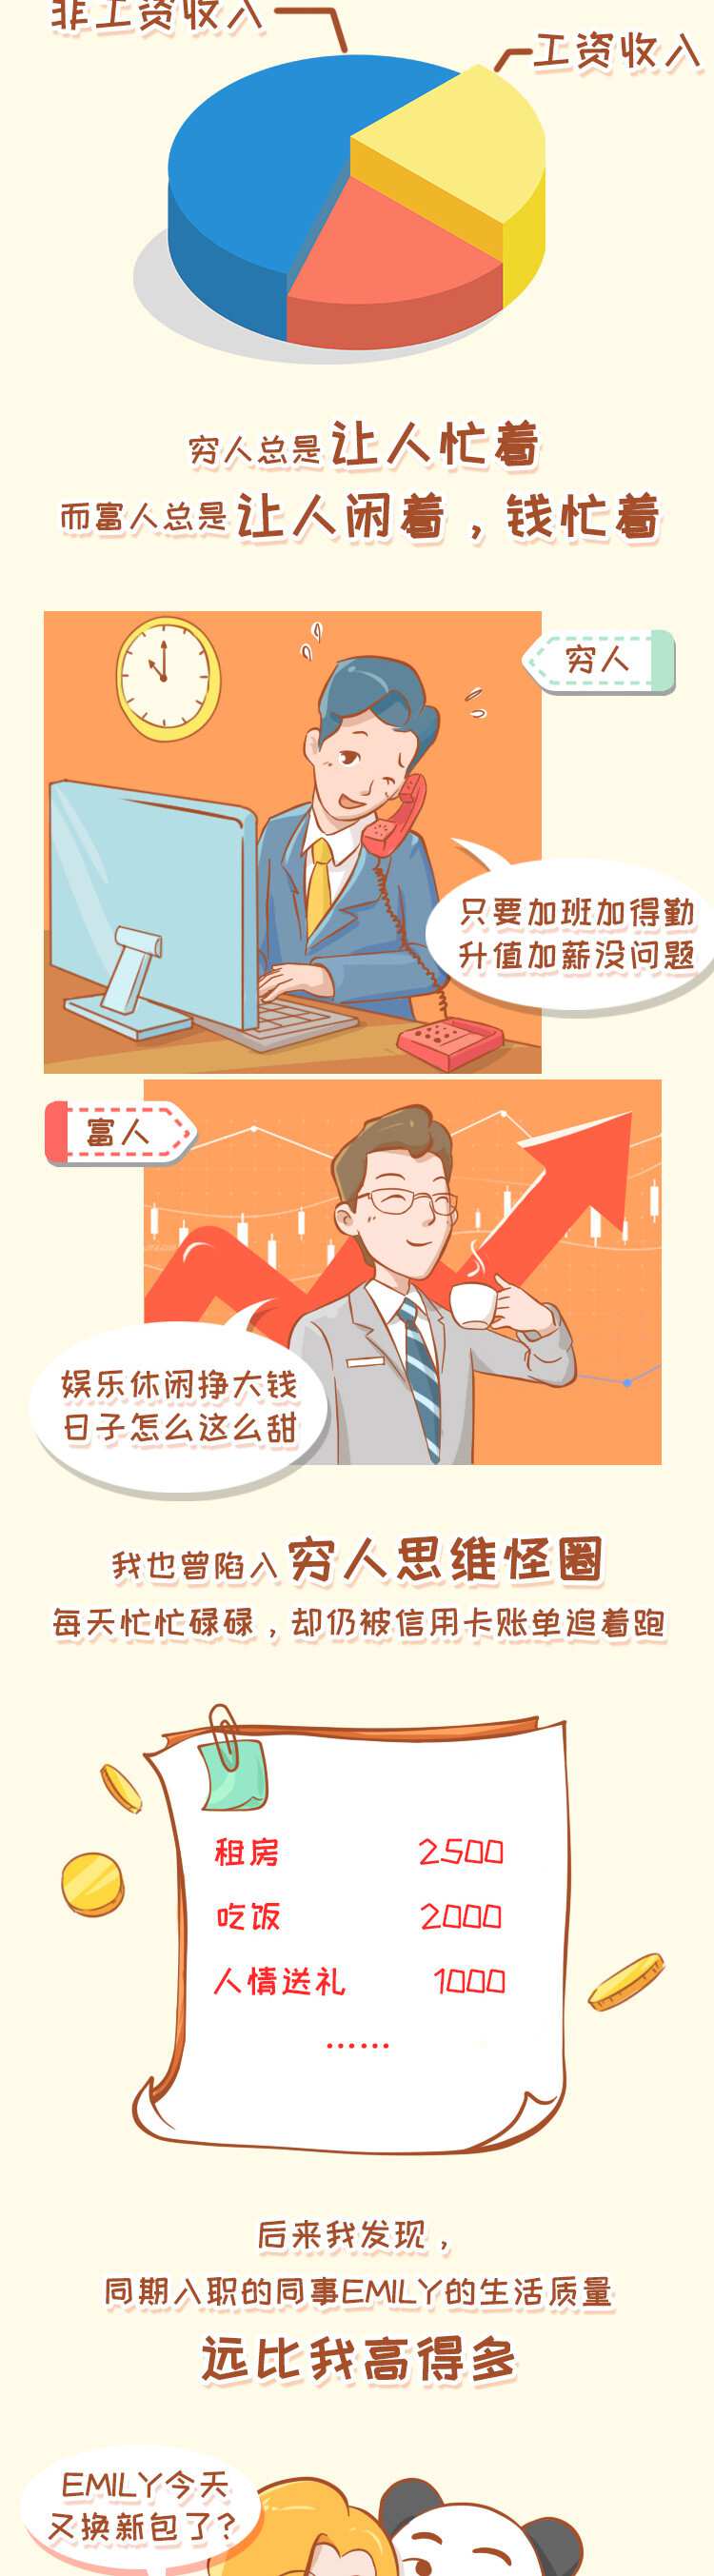 非工资收入
工资收入
穷人总是让人忙着
而富人总是让人闲着，钱忙着
穷人
只要加班加得勤
升值加薪没问题
富人
娱乐休闲挣大钱
日子怎么这么甜
我也曾陷入穷人思维怪圈
每天忙忙碌碌，却仍被信用卡账单追着跑
租房 2500
吃饭 2000
人情送礼 1000
……
后来我发现，
同期入职的同事EMILY的生活质量
远比我高得多
EMILY今天
又换新包了?